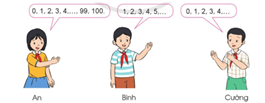 0, 1, 2, 3, 4,.... 99, 100.
1, 2, 3, 4, 5,....
0, 1, 2, 3, 4,...
An
Bình
Cường